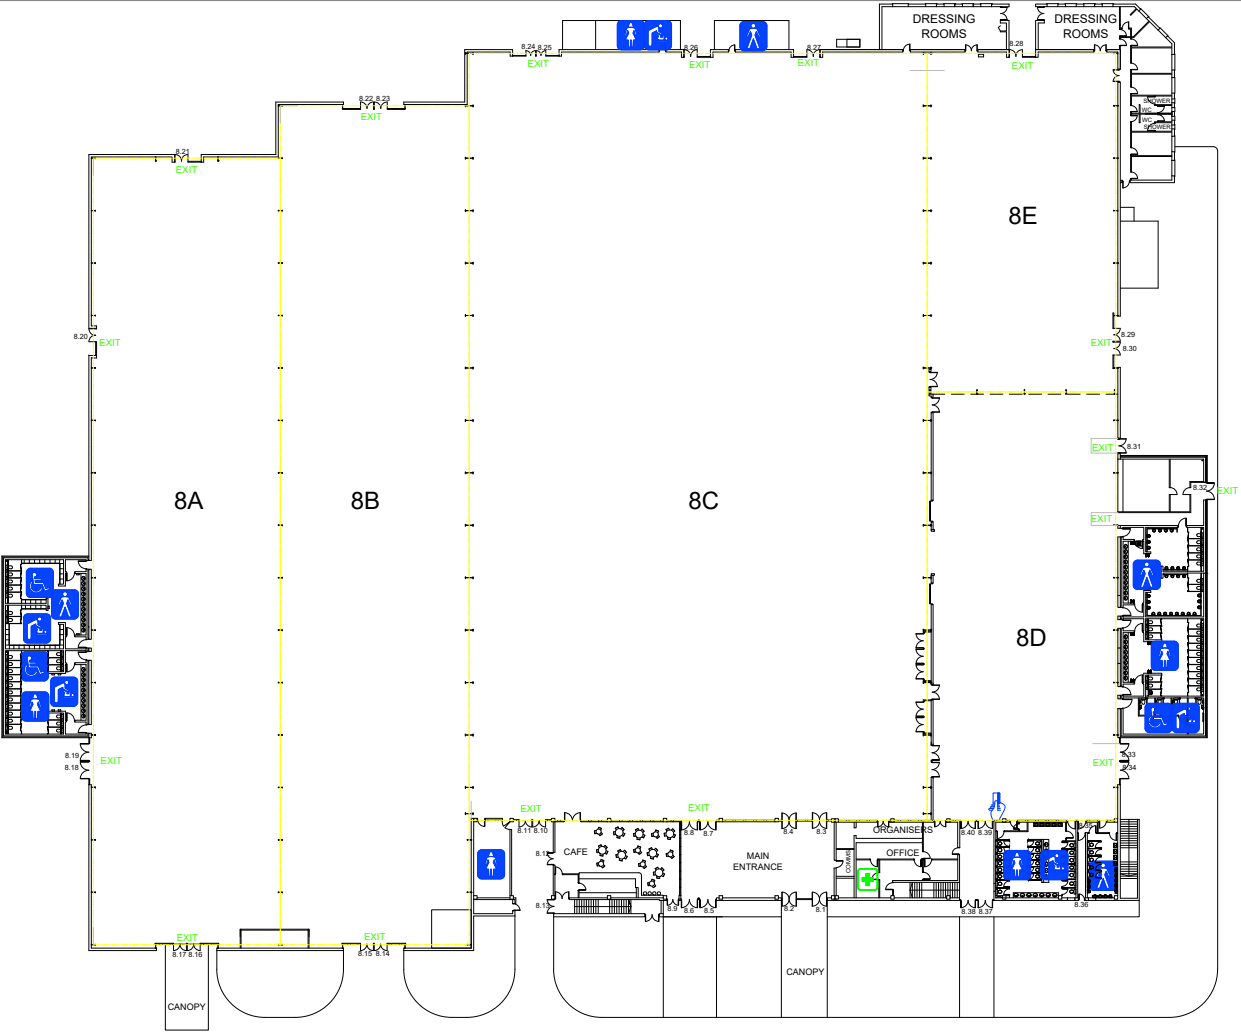 DRESSING
ROOMS
DRESSING
ROOMS
8.24
8.25
8.26
8.27
8.28
EXIT
EXIT
EXIT
EXIT
8.22
8.23
EXIT
SHOWER
WC
WC
SHOWER
8.21
EXIT
8E
8.20
EXIT
8.29
EXIT
8.30
8.31
EXIT
8A
8B
8C
8.32
EXIT
EXIT
8D
8.19
8.18
EXIT
8.33
EXIT
8.34
EXIT
EXIT
8.11
8.10
8.8
8.7
8.4
8.3
ORGANISERS
8.40
8.39
8.35
8.12
CAFE
MAIN
ENTRANCE
COMMS
OFFICE
8.13
8.9
8.6
8.5
8.2
8.1
8.38
8.37
8.36
EXIT
EXIT
8.17
8.16
8.15
8.14
CANOPY
CANOPY